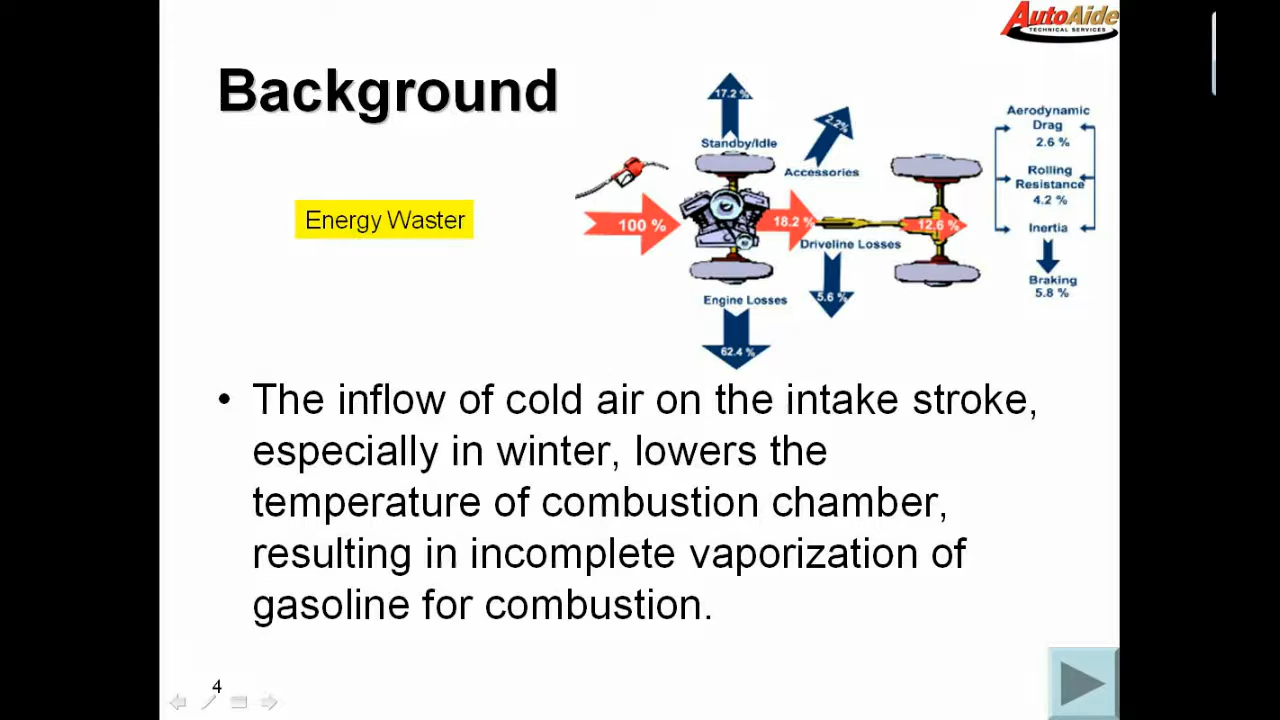 AutoAide
TECHNICAL SERVICES
Background
17.2 %
2.2%
Standby/Idle
Accessories
Aerodynamic
Drag
2.6 %
Rolling
Resistance
4.2 %
Inertia
Braking
5.8 %
Energy Waster
100 %
18.2 %
12.6 %
Driveline Losses
5.6 %
Engine Losses
62.4 %
• The inflow of cold air on the intake stroke,
especially in winter, lowers the
temperature of combustion chamber,
resulting in incomplete vaporization of
gasoline for combustion.
4